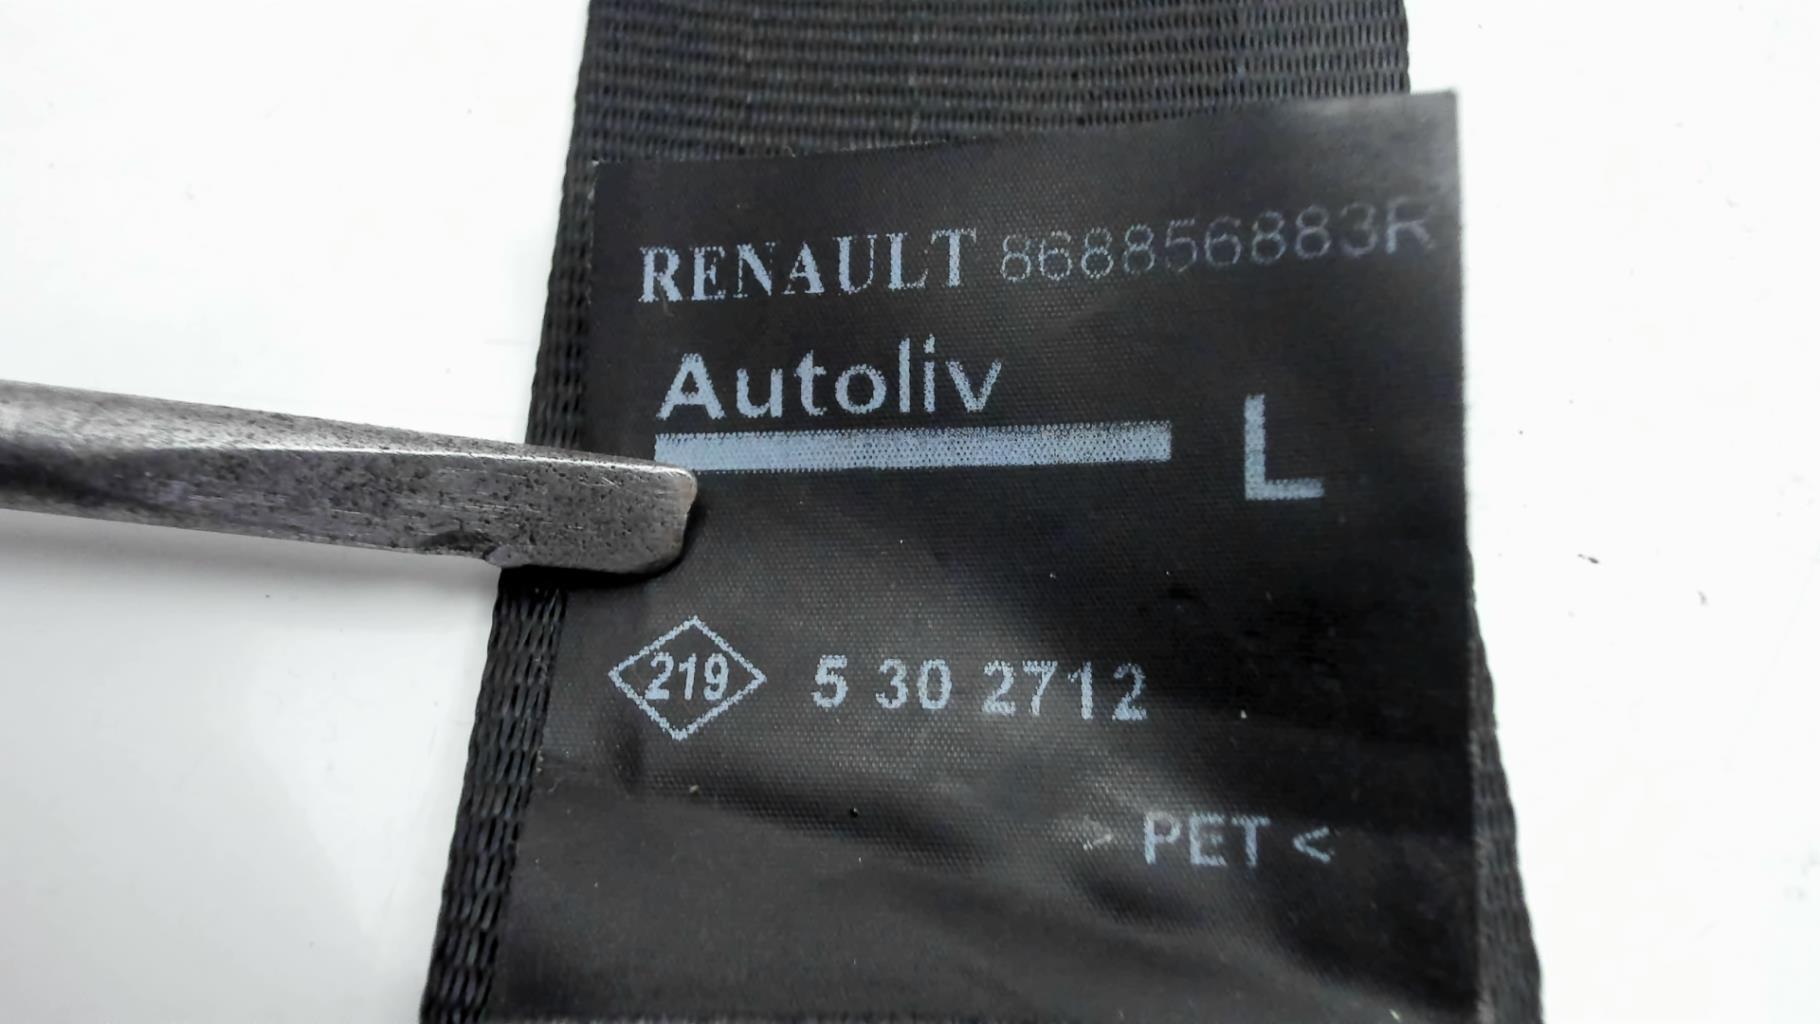 RENAULT 868856883R
Autoliv
L
219 5 30 2712
> PET <